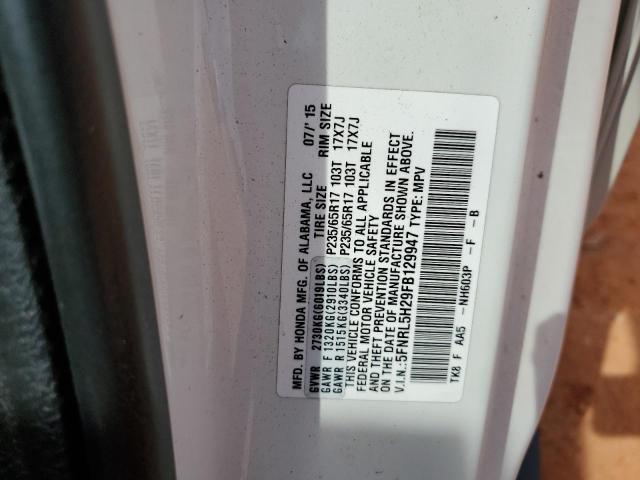 MFD. BY HONDA MFG. OF ALABAMA, LLC 07/'15
GVWR 2730KG(6019LBS) TIRE SIZE RIM SIZE
GAWR F 1320KG(2910LBS) P235/65R17 103T 17X7J
GAWR R 1515KG(3340LBS) P235/65R17 103T 17X7J
THIS VEHICLE CONFORMS TO ALL APPLICABLE
FEDERAL MOTOR VEHICLE SAFETY
AND THEFT PREVENTION STANDARDS IN EFFECT
ON THE DATE OF MANUFACTURE SHOWN ABOVE.
V.I.N.:5FNRL5H29FB129947 TYPE: MPV
TK8 F AA5 -NH603P -F -B